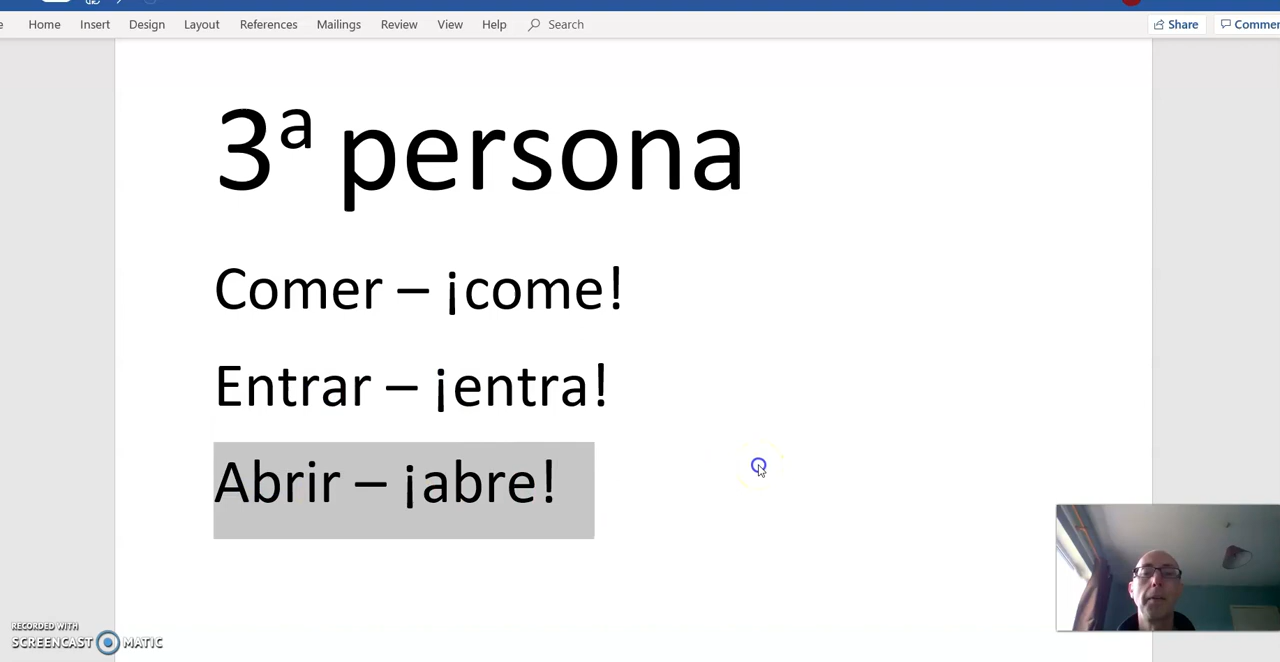 Home Insert Design Layout References Mailings Review View Help Search Share
3ª persona
Comer – ¡come!
Entrar – ¡entra!
Abrir – ¡abre!
RECORDED WITH
SCREENCAST MATIC